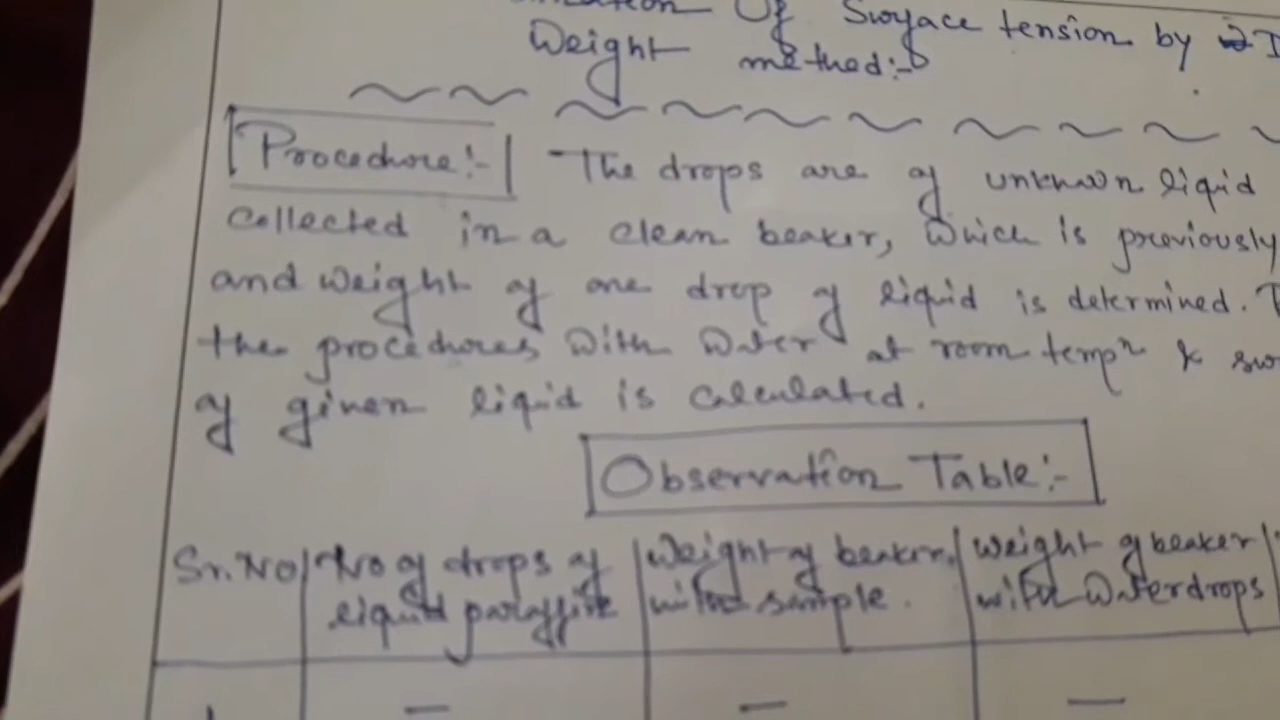 Of Surface tension by
Weight method:-
Procedure:- The drops are of unknown liquid
collected in a clean beaker, which is previously
and weight of one drop of liquid is determined.
the procedures with water at room tempr &
of given liquid is calculated.
Observation Table:-
Sr.No No of drops of liquid paraffin Weight of beaker with sample. Weight of beaker with Waterdrops
1 — — —